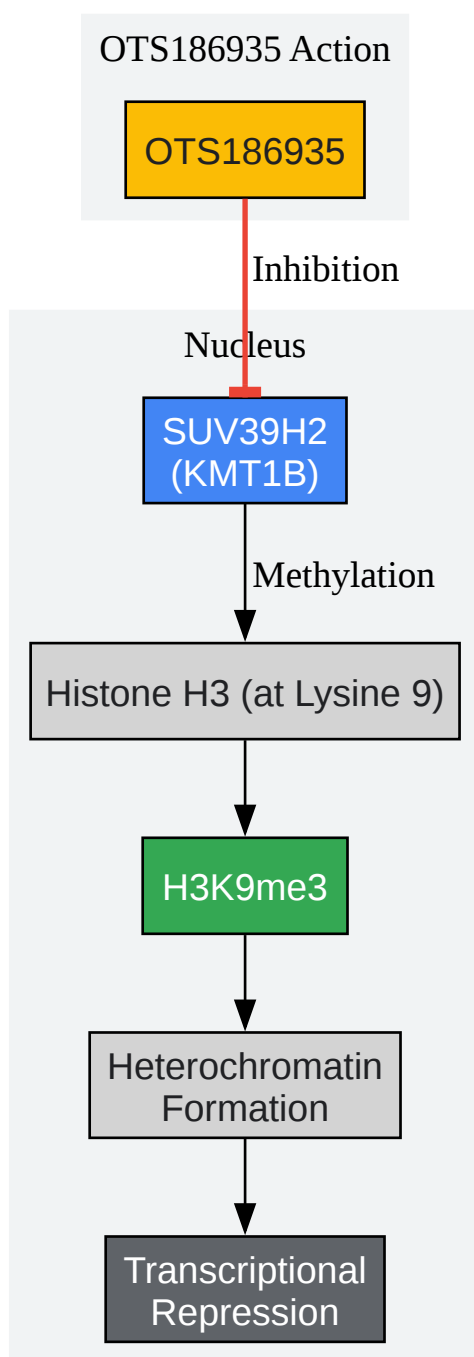 OTS186935 Action
OTS186935
Inhibition
Nucleus
SUV39H2
(KMT1B)
Methylation
Histone H3 (at Lysine 9)
H3K9me3
Heterochromatin
Formation
Transcriptional
Repression